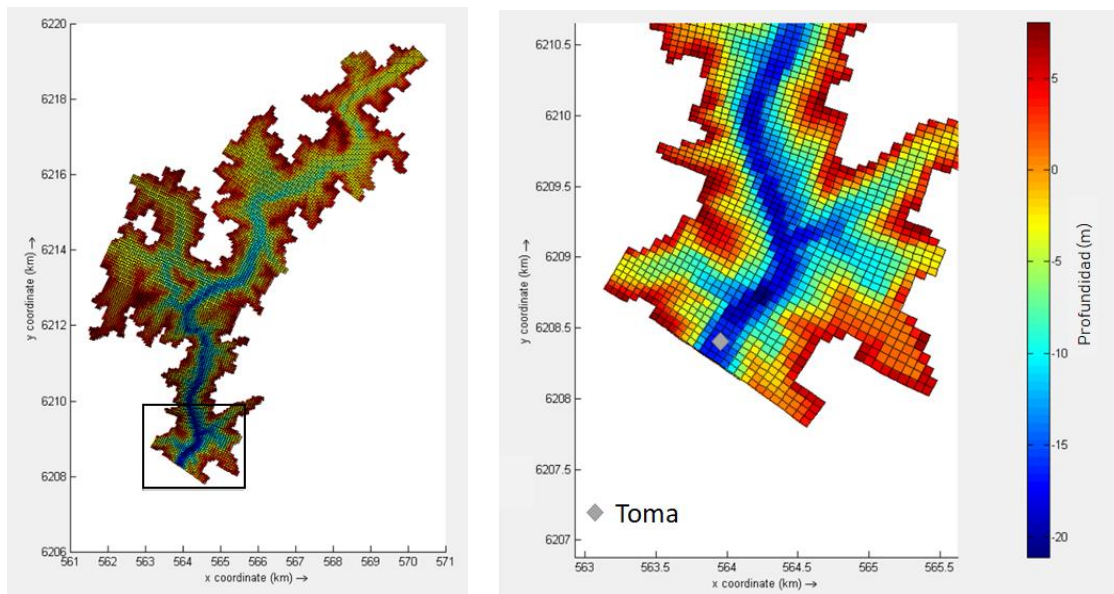 6220
6218
6216
6214
6212
6210
6208
6206
y coordinate (km) →
561 562 563 564 565 566 567 568 569 570 571
x coordinate (km) →
6210.5
6210
6209.5
6209
6208.5
6208
6207.5
6207
y coordinate (km) →
Toma
563 563.5 564 564.5 565 565.5
x coordinate (km) →
5
0
-5
-10
-15
-20
Profundidad (m)